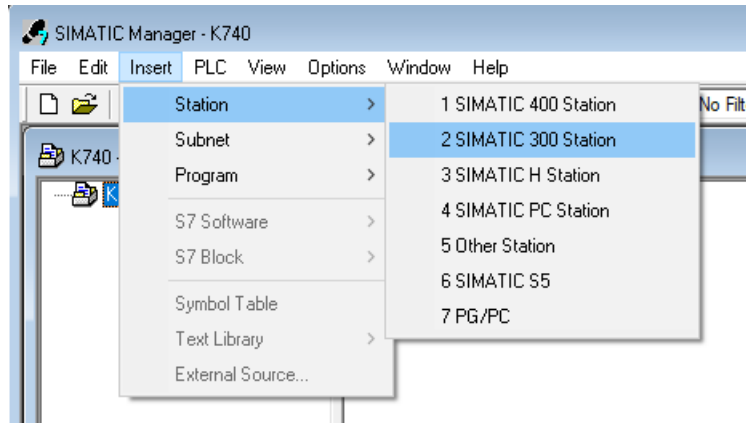 SIMATIC Manager - K740
File Edit Insert PLC View Options Window Help
No Filt
K740 -
K
Station
Subnet
Program
S7 Software
S7 Block
Symbol Table
Text Library
External Source...
1 SIMATIC 400 Station
2 SIMATIC 300 Station
3 SIMATIC H Station
4 SIMATIC PC Station
5 Other Station
6 SIMATIC S5
7 PG/PC